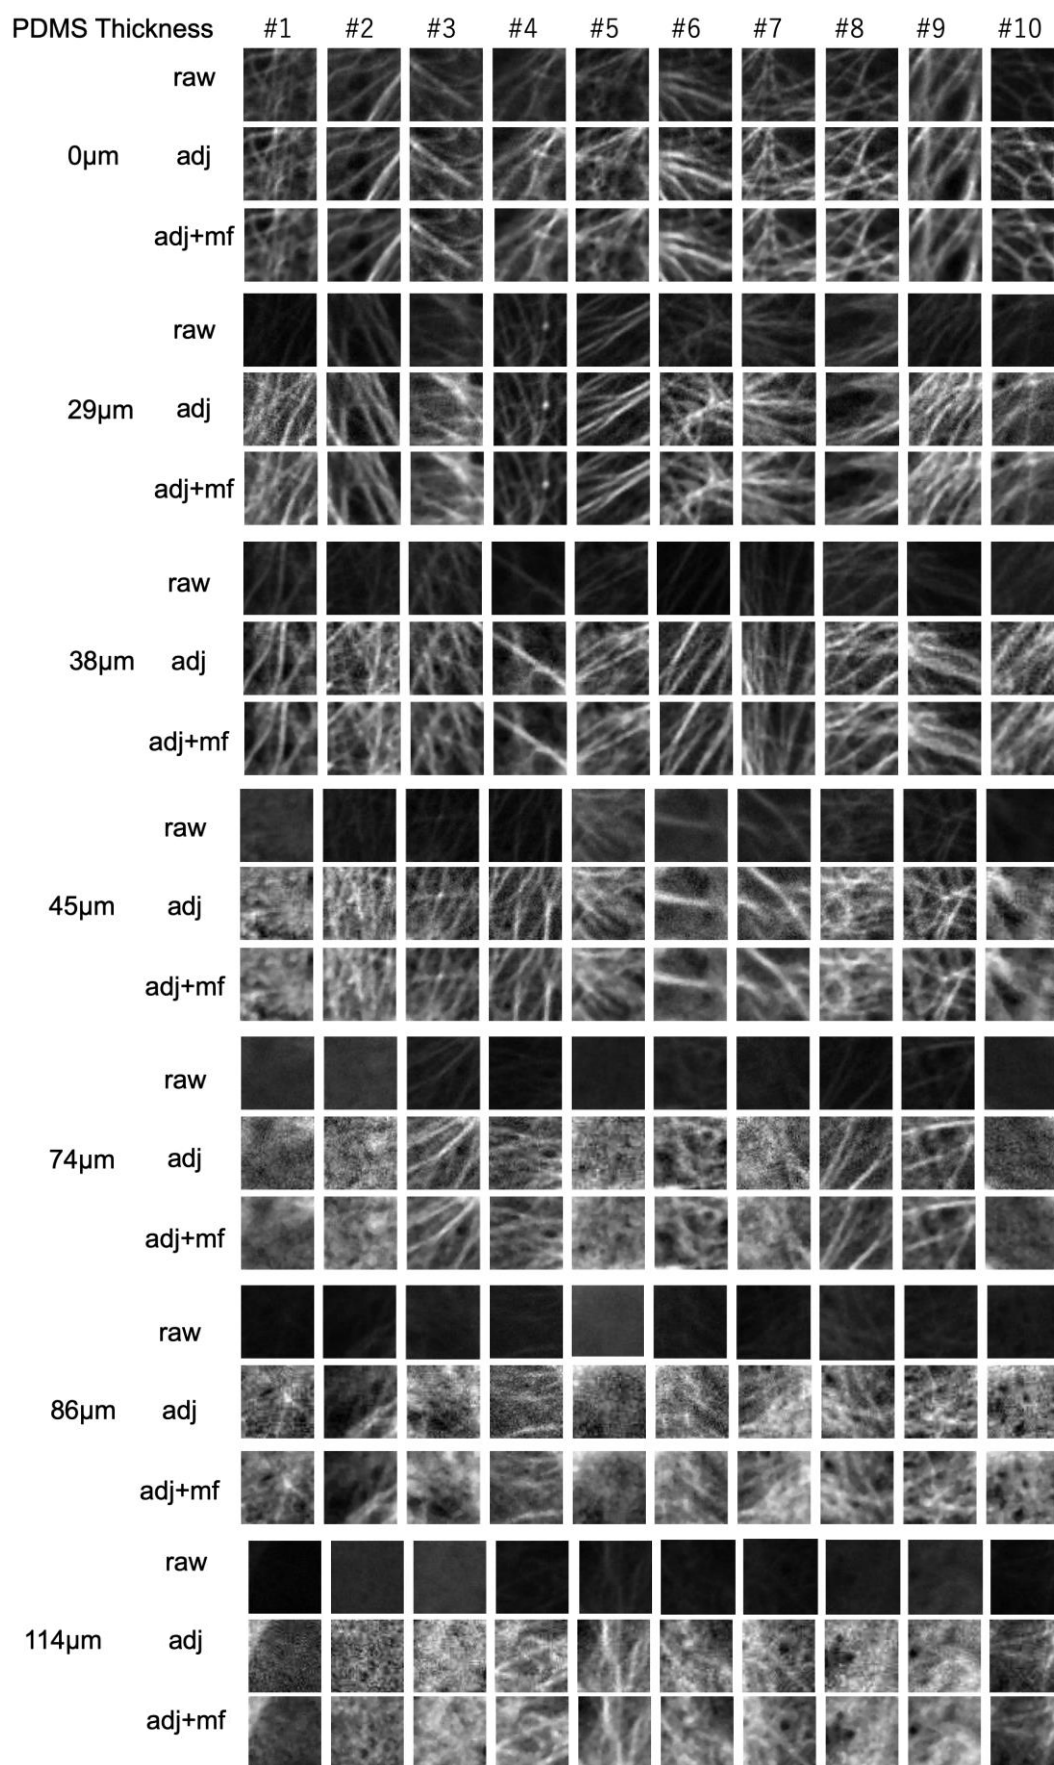 PDMS Thickness #1 #2 #3 #4 #5 #6 #7 #8 #9 #10
raw
0µm adj
adj+mf
raw
29µm adj
adj+mf
raw
38µm adj
adj+mf
raw
45µm adj
adj+mf
raw
74µm adj
adj+mf
raw
86µm adj
adj+mf
raw
114µm adj
adj+mf